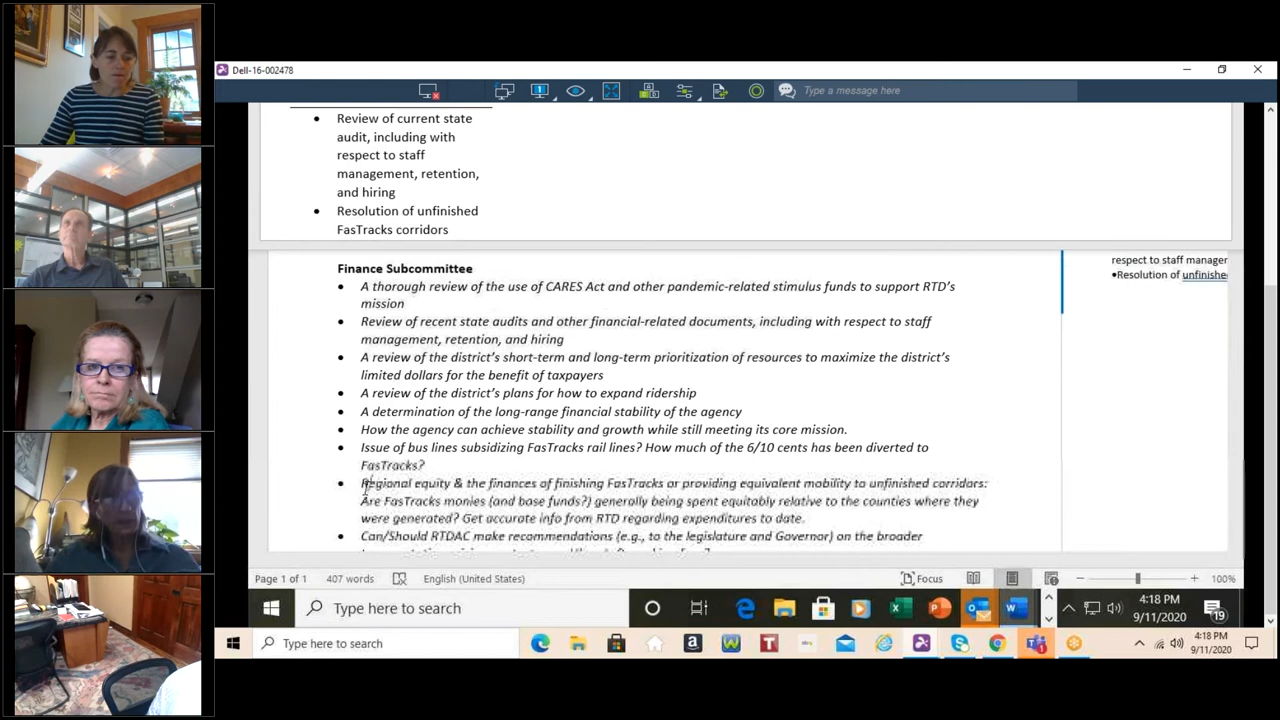 Dell-16-002478
Type a message here
• Review of current state
audit, including with
respect to staff
management, retention,
and hiring
• Resolution of unfinished
FasTracks corridors
respect to staff manager
•Resolution of unfinishe
Finance Subcommittee
• A thorough review of the use of CARES Act and other pandemic-related stimulus funds to support RTD's
mission
• Review of recent state audits and other financial-related documents, including with respect to staff
management, retention, and hiring
• A review of the district's short-term and long-term prioritization of resources to maximize the district's
limited dollars for the benefit of taxpayers
• A review of the district's plans for how to expand ridership
• A determination of the long-range financial stability of the agency
• How the agency can achieve stability and growth while still meeting its core mission.
• Issue of bus lines subsidizing FasTracks rail lines? How much of the 6/10 cents has been diverted to
FasTracks?
• Regional equity & the finances of finishing FasTracks or providing equivalent mobility to unfinished corridors:
Are FasTracks monies (and base funds?) generally being spent equitably relative to the counties where they
were generated? Get accurate info from RTD regarding expenditures to date.
• Can/Should RTDAC make recommendations (e.g., to the legislature and Governor) on the broader
Page 1 of 1 407 words English (United States) Focus 100%
Type here to search 4:18 PM
9/11/2020 19
Type here to search 4:18 PM
9/11/2020